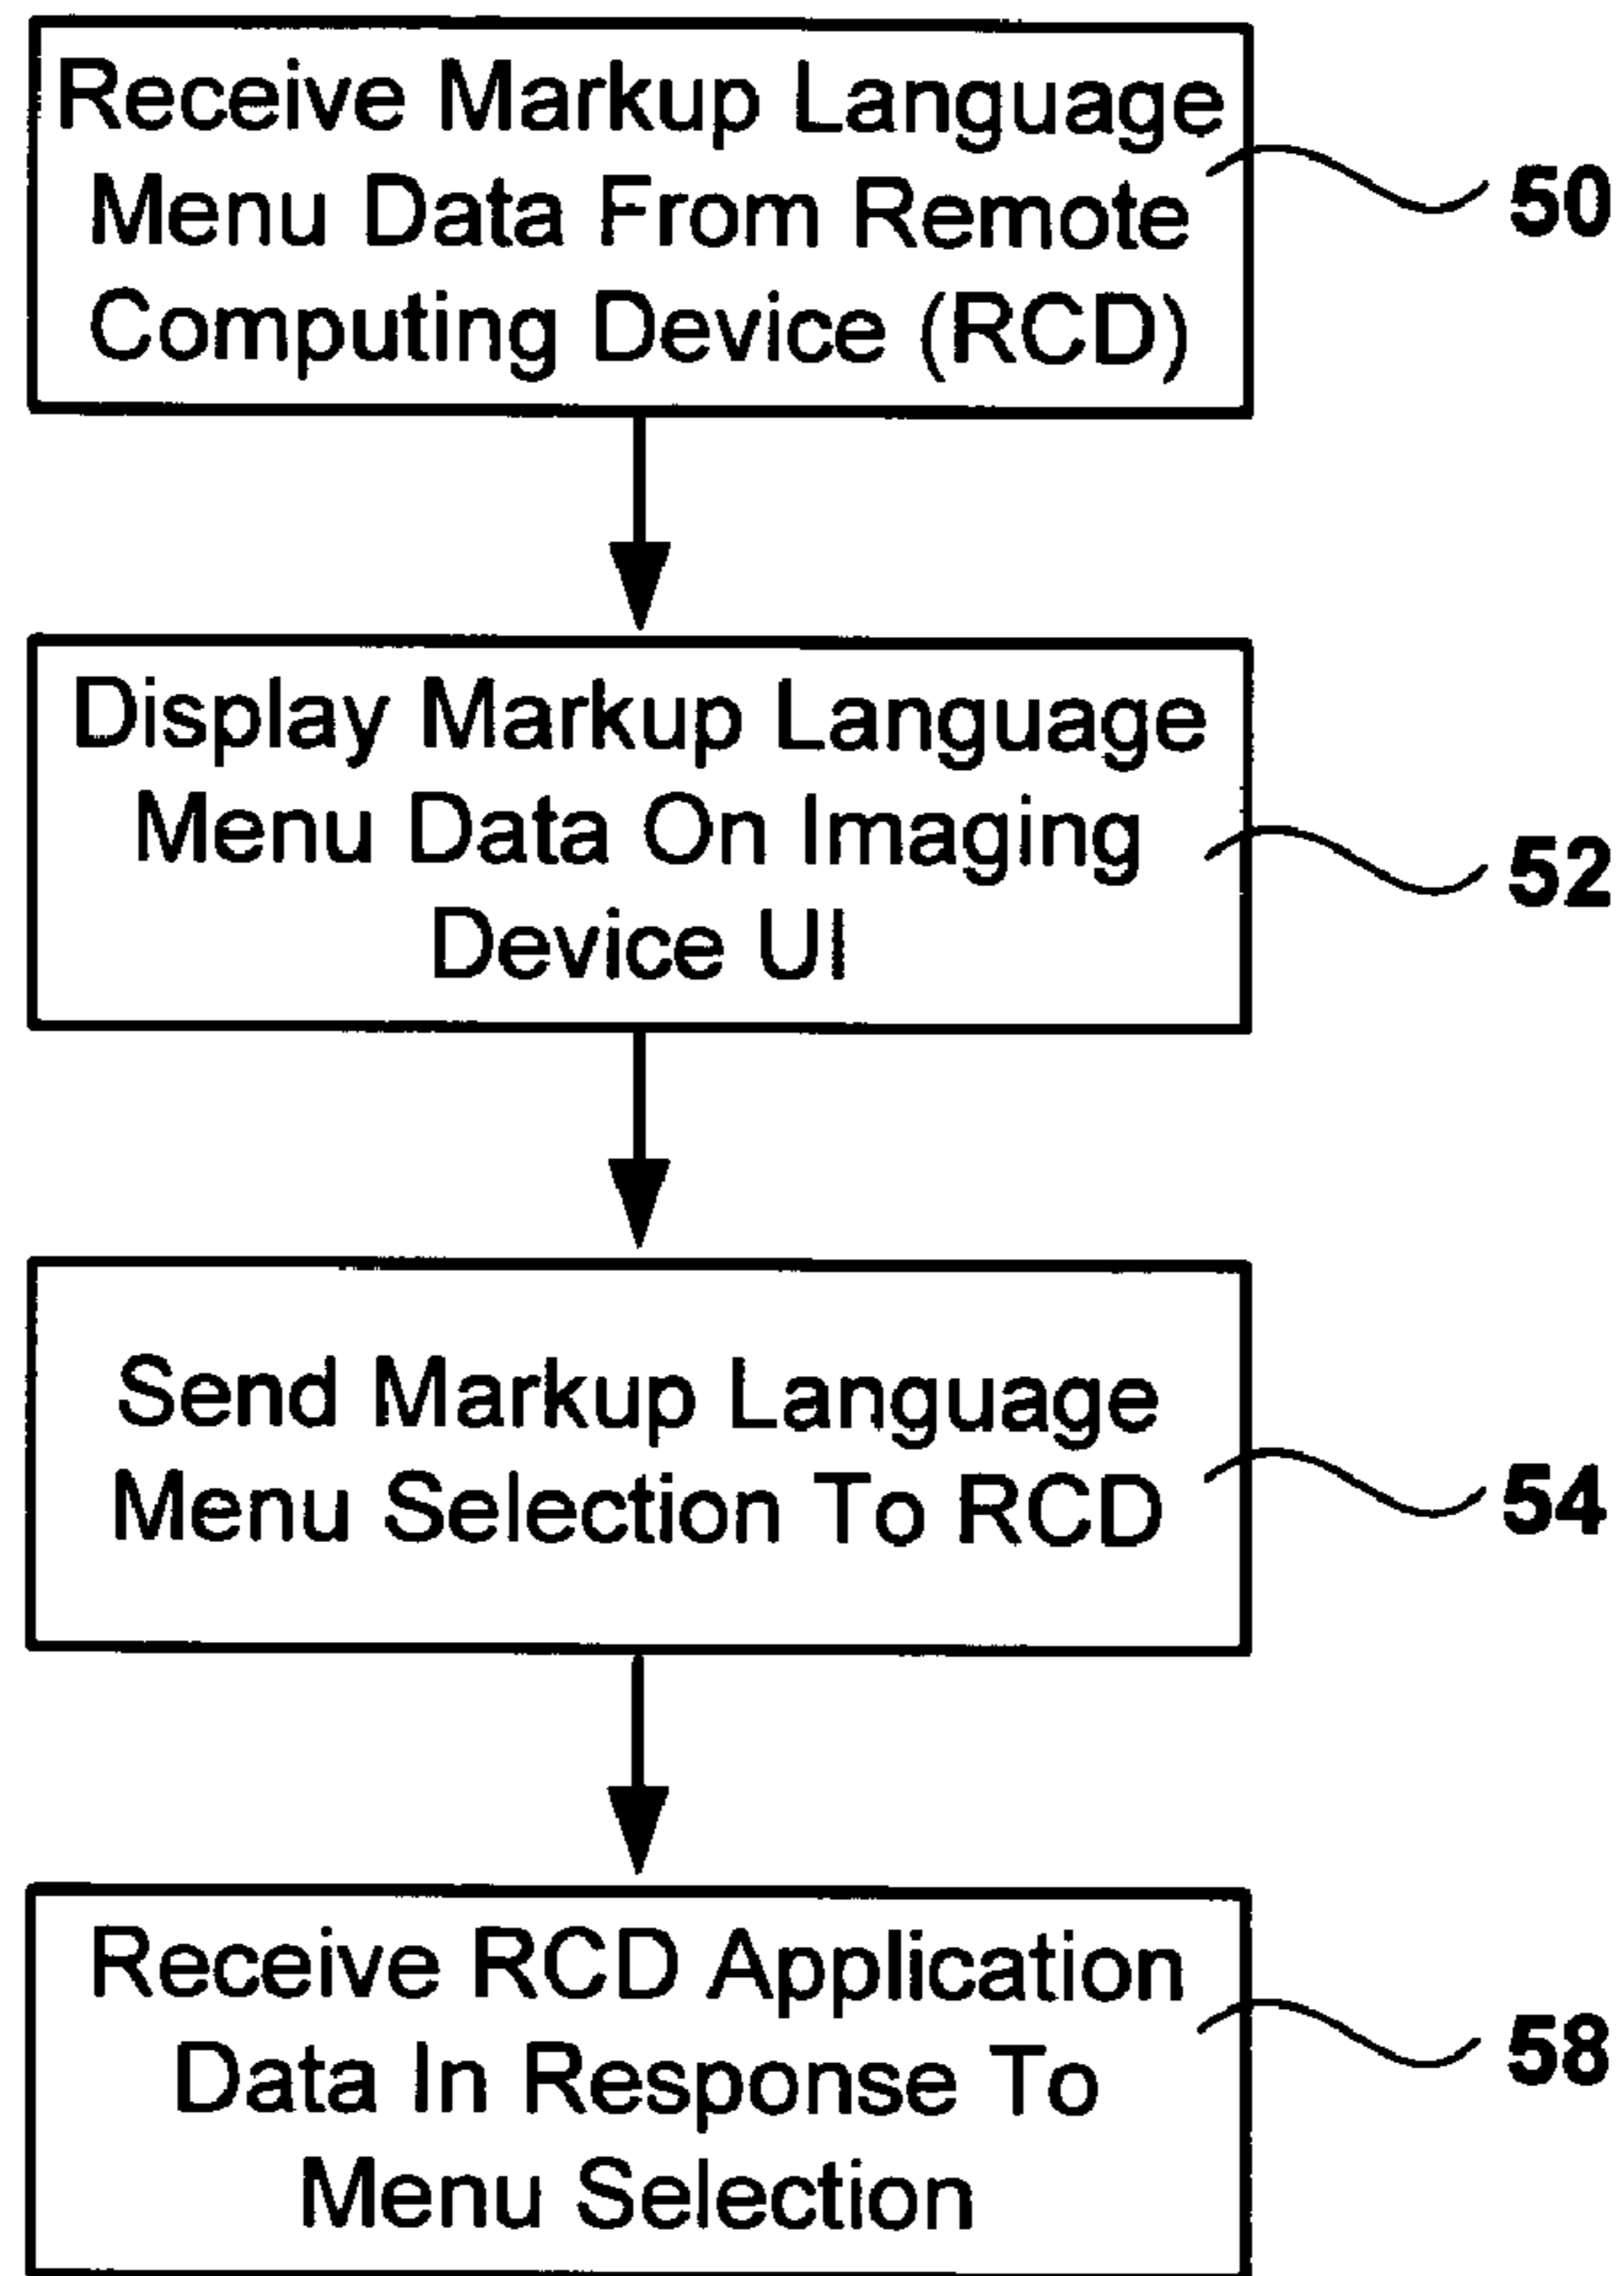 Receive Markup Language
Menu Data From Remote
Computing Device (RCD)
50
Display Markup Language
Menu Data On Imaging
Device UI
52
Send Markup Language
Menu Selection To RCD
54
Receive RCD Application
Data In Response To
Menu Selection
58